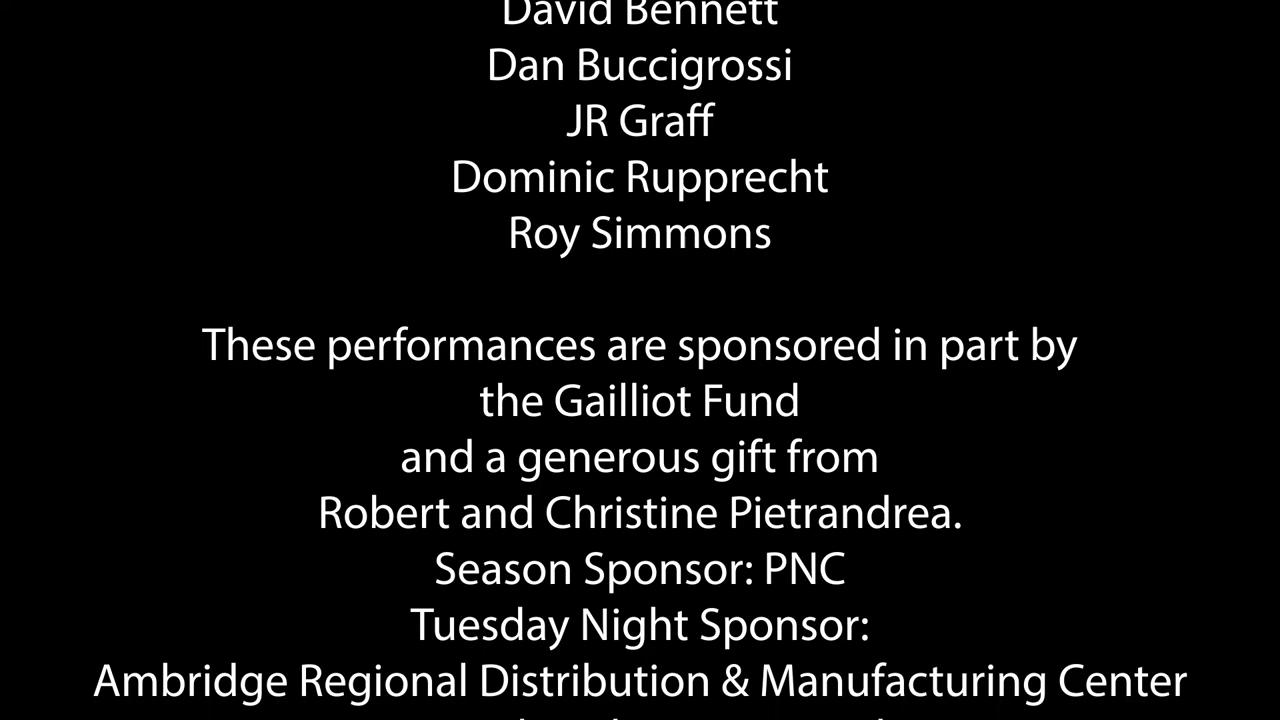 David Bennett
Dan Buccigrossi
JR Graff
Dominic Rupprecht
Roy Simmons
These performances are sponsored in part by
the Gailliot Fund
and a generous gift from
Robert and Christine Pietrandrea.
Season Sponsor: PNC
Tuesday Night Sponsor:
Ambridge Regional Distribution & Manufacturing Center